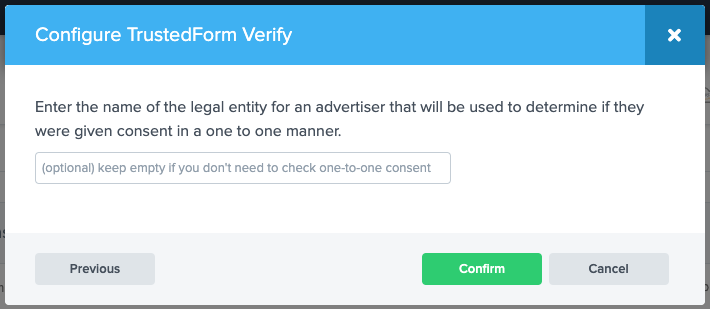 Configure TrustedForm Verify
Enter the name of the legal entity for an advertiser that will be used to determine if they
were given consent in a one to one manner.
(optional) keep empty if you don't need to check one-to-one consent
Previous
Confirm
Cancel